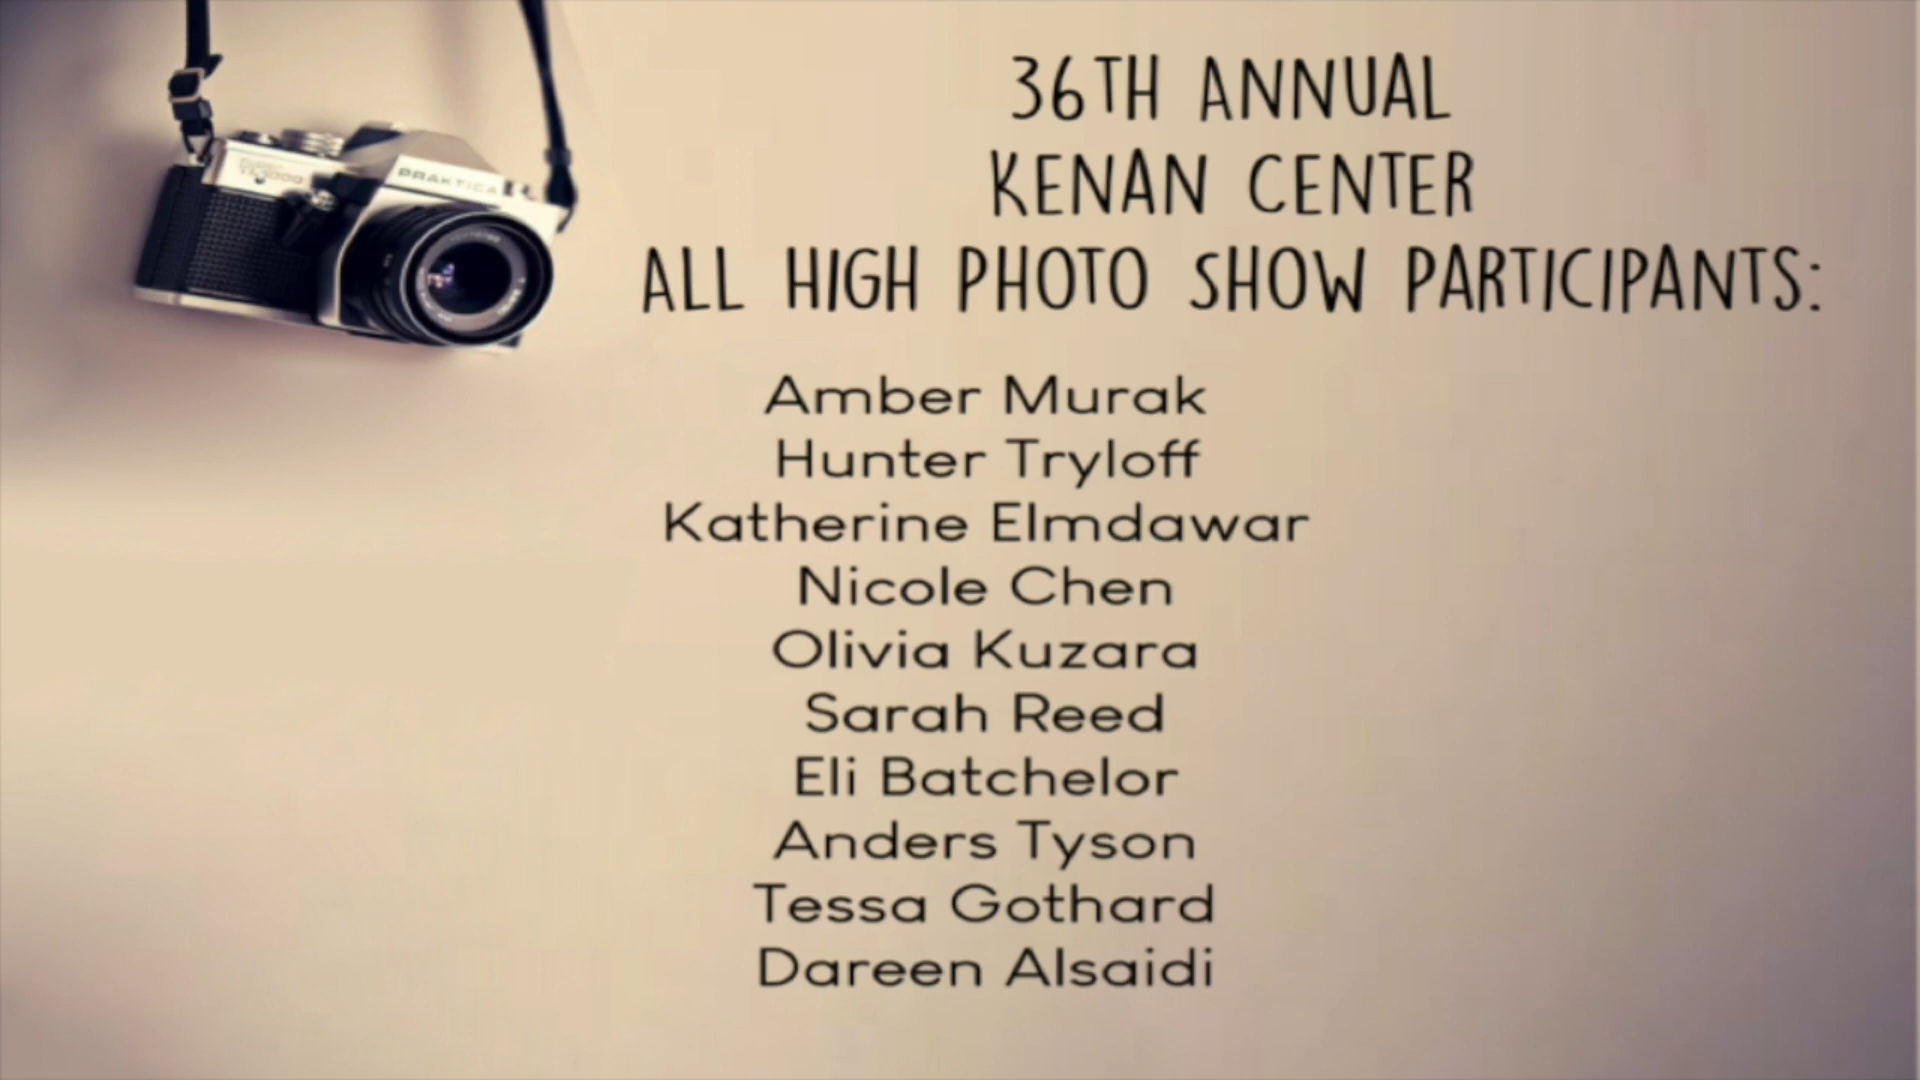 PRAKTICA
36TH ANNUAL
KENAN CENTER
ALL HIGH PHOTO SHOW PARTICIPANTS:
Amber Murak
Hunter Tryloff
Katherine Elmdawar
Nicole Chen
Olivia Kuzara
Sarah Reed
Eli Batchelor
Anders Tyson
Tessa Gothard
Dareen Alsaidi